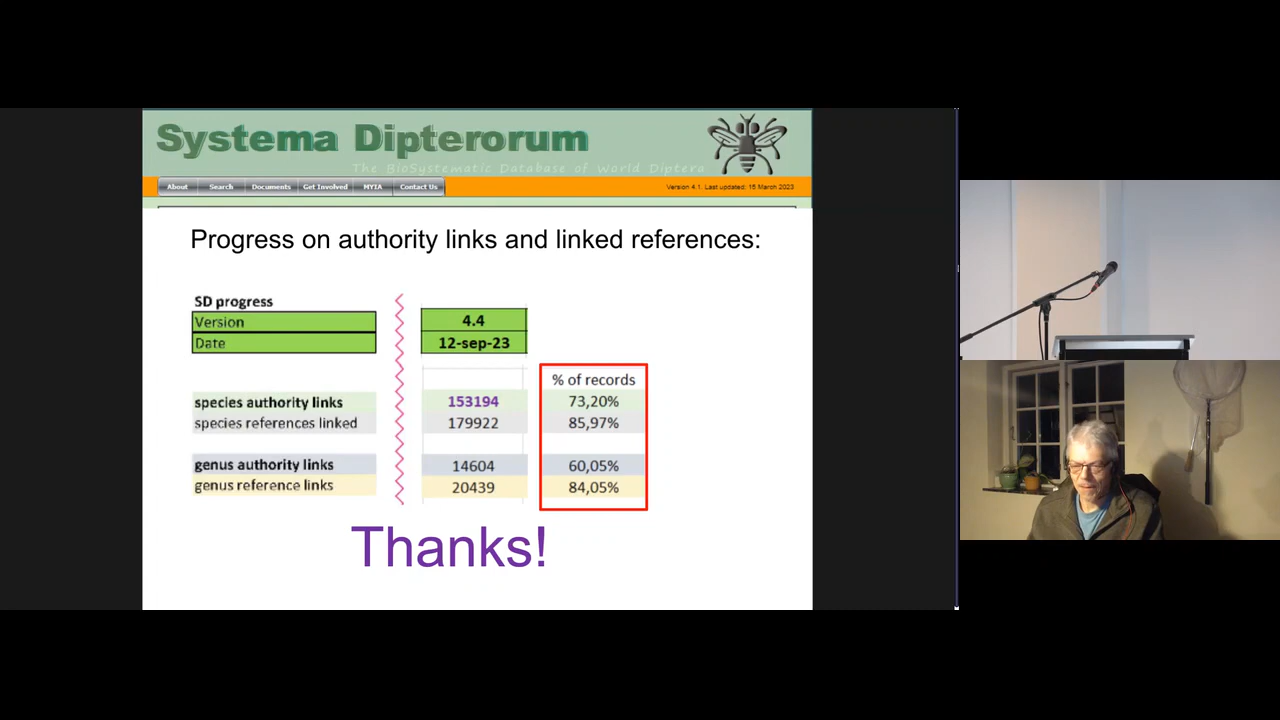 Systema Dipterorum
The BioSystematic Database of World Diptera
About Search Documents Get Involved MYIA Contact Us
Version 4.1. Last updated: 15 March 2023
Progress on authority links and linked references:
SD progress
Version 4.4
Date 12-sep-23
% of records
species authority links 153194 73,20%
species references linked 179922 85,97%
genus authority links 14604 60,05%
genus reference links 20439 84,05%
Thanks!